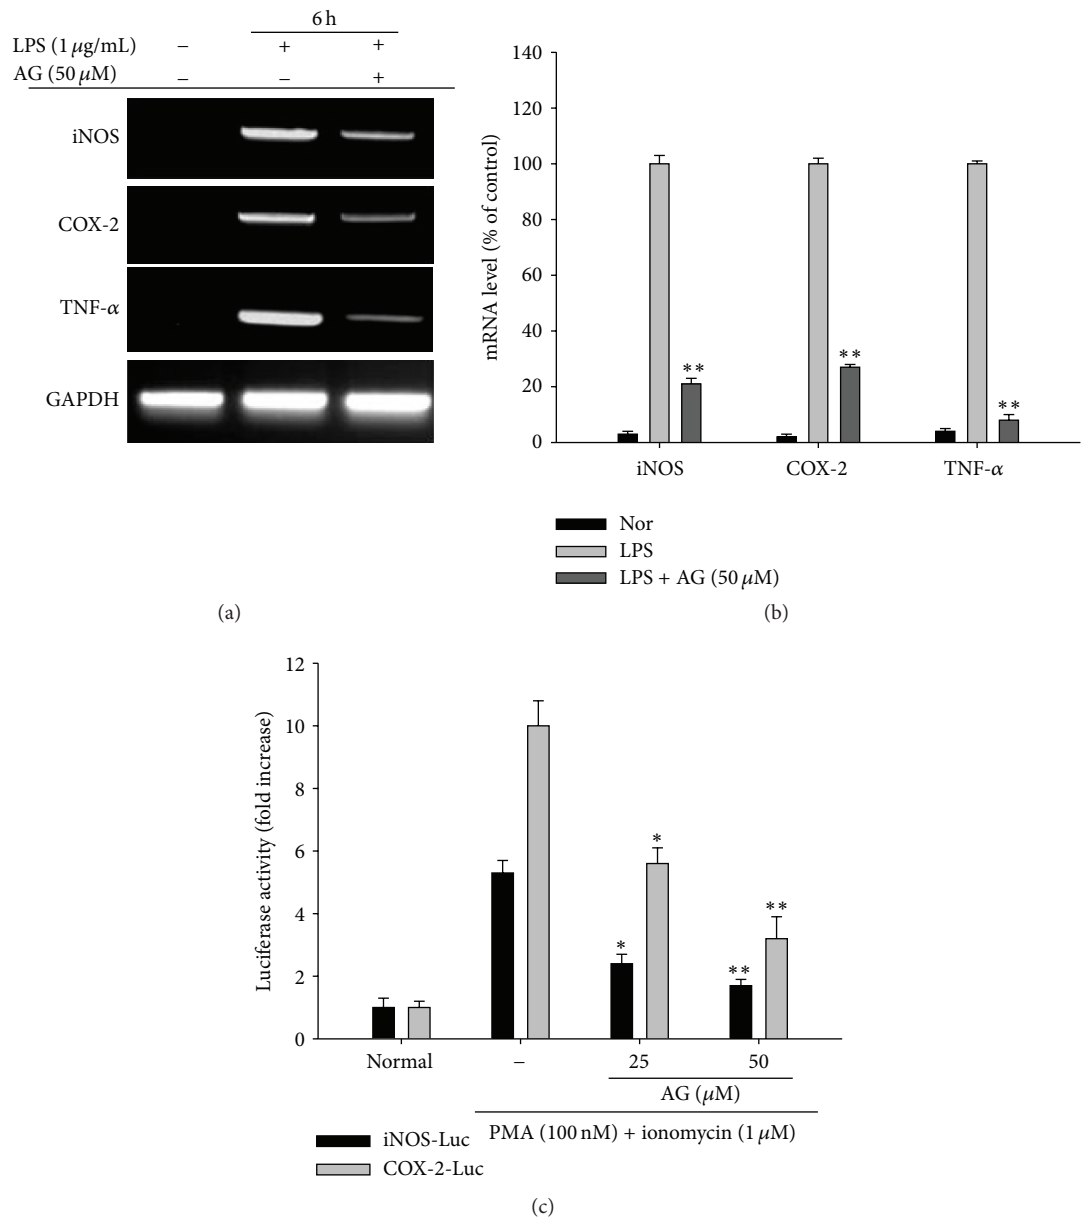 6 h
LPS (1 μg/mL) − + +
AG (50 μM) − − +
iNOS
COX-2
TNF-α
GAPDH
(a)
mRNA level (% of control)
140
120
100
80
60
40
20
0
**
**
**
iNOS COX-2 TNF-α
Nor
LPS
LPS + AG (50 μM)
(b)
Luciferase activity (fold increase)
12
10
8
6
4
2
0
*
*
**
**
Normal − 25 50
AG (μM)
PMA (100 nM) + ionomycin (1 μM)
iNOS-Luc
COX-2-Luc
(c)